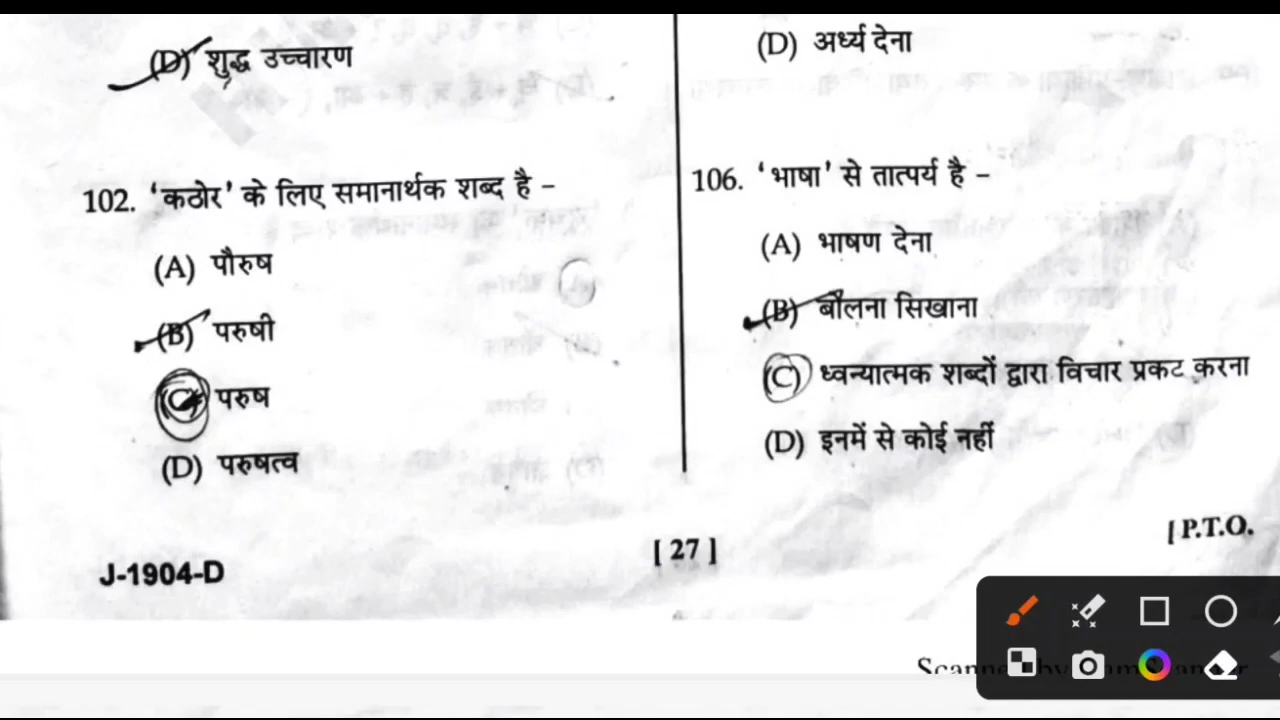 (D) शुद्ध उच्चारण
102. 'कठोर' के लिए समानार्थक शब्द है -
(A) पौरुष
(B) परुषी
(C) परुष
(D) परुषत्व
J-1904-D
(D) अर्ध्य देना
106. 'भाषा' से तात्पर्य है -
(A) भाषण देना
(B) बोलना सिखाना
(C) ध्वन्यात्मक शब्दों द्वारा विचार प्रकट करना
(D) इनमें से कोई नहीं
[ 27 ]
[ P.T.O.